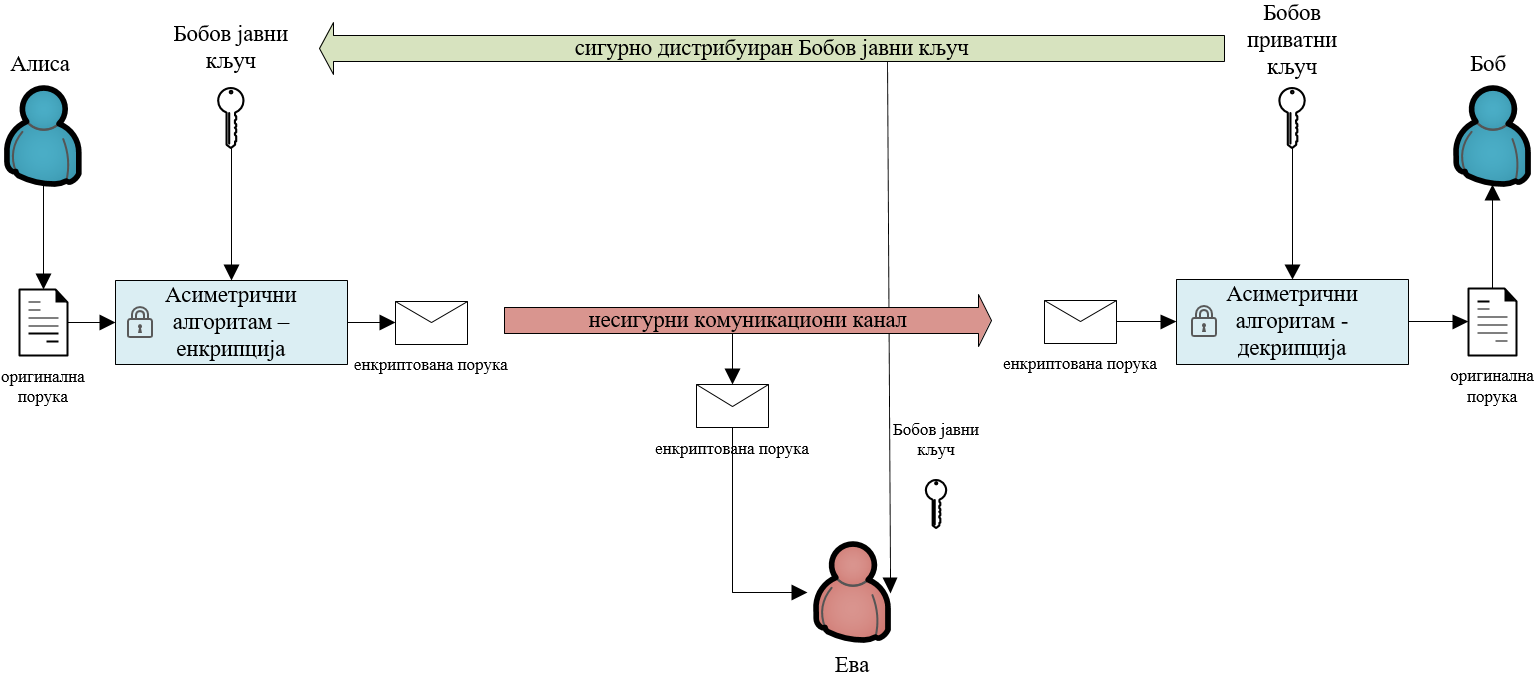 Алиса
Бобов јавни
кључ
сигурно дистрибуиран Бобов јавни кључ
Бобов
приватни
кључ
Боб
Асиметрични
алгоритам –
енкрипција
несигурни комуникациони канал
Асиметрични
алгоритам -
декрипција
оригинална
порука
енкриптована порука
енкриптована порука
оригинална
порука
енкриптована порука
Бобов јавни
кључ
Ева